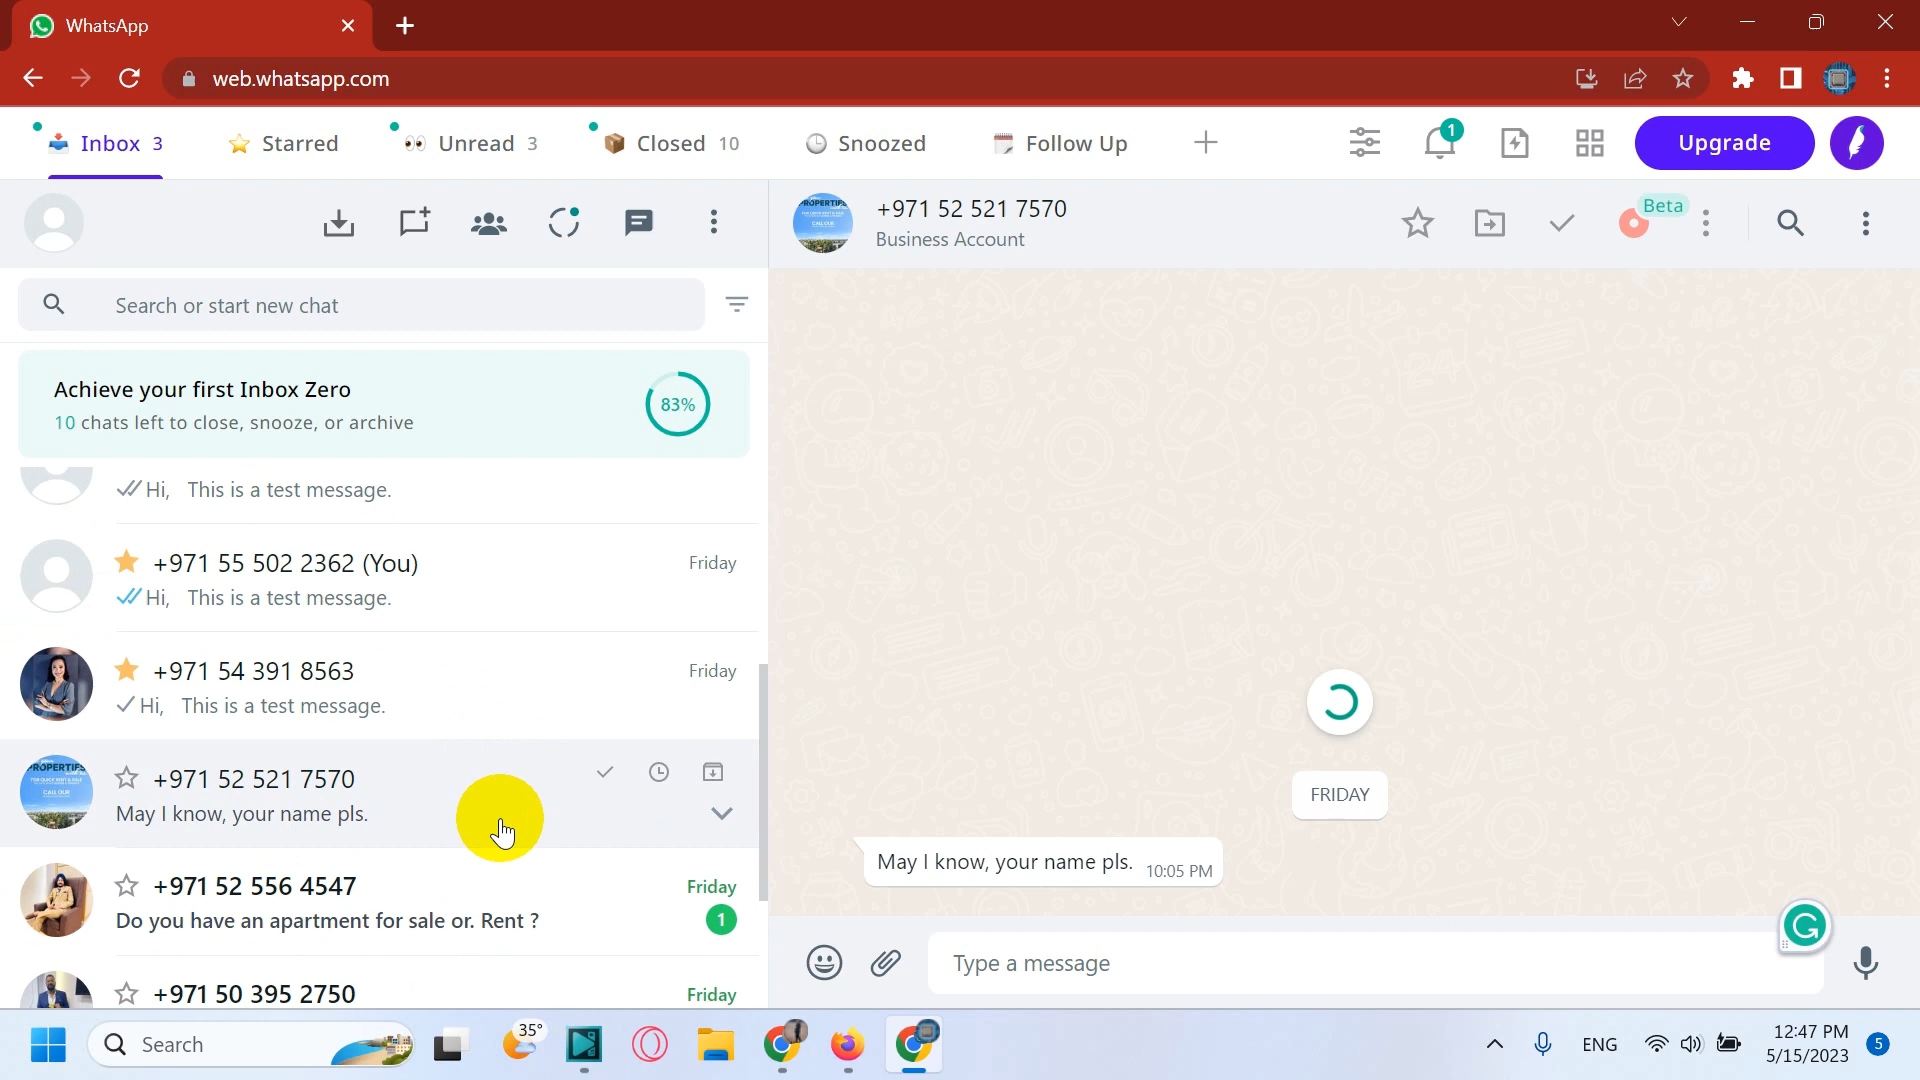 WhatsApp
web.whatsapp.com
Inbox 3
Starred
Unread 3
Closed 10
Snoozed
Follow Up
1
Upgrade
+971 52 521 7570
Business Account
Beta
Search or start new chat
Achieve your first Inbox Zero
10 chats left to close, snooze, or archive
83%
Hi, This is a test message.
+971 55 502 2362 (You)
Friday
Hi, This is a test message.
+971 54 391 8563
Friday
Hi, This is a test message.
+971 52 521 7570
May I know, your name pls.
+971 52 556 4547
Friday
Do you have an apartment for sale or. Rent ?
1
+971 50 395 2750
Friday
FRIDAY
May I know, your name pls. 10:05 PM
Type a message
Search
35°
ENG
12:47 PM
5/15/2023
5